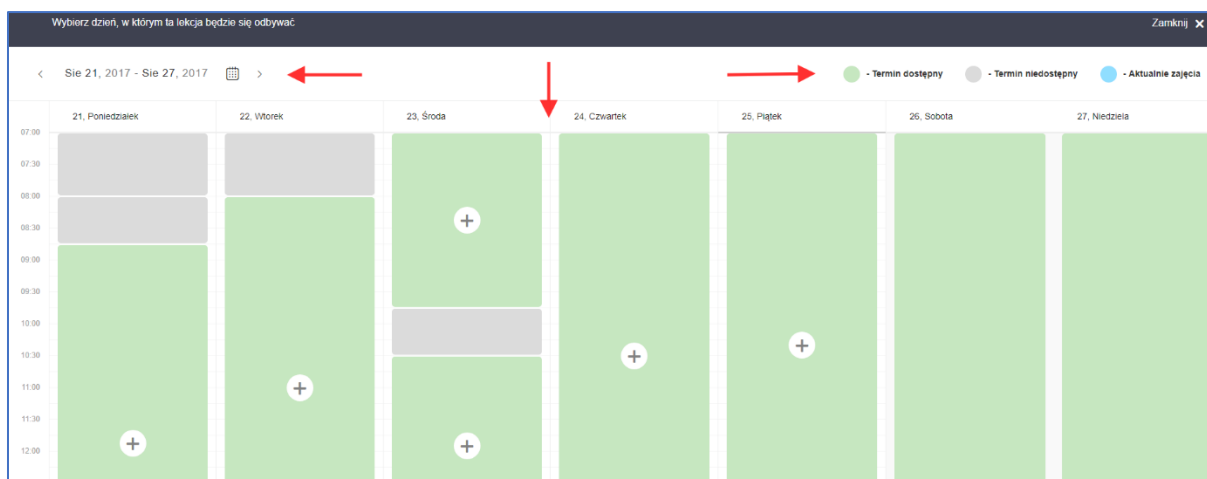 Wybierz dzień, w którym ta lekcja będzie się odbywać
Zamknij ×
< Sie 21, 2017 - Sie 27, 2017 >
- Termin dostępny - Termin niedostępny - Aktualnie zajęcia
21, Poniedziałek 22, Wtorek 23, Środa 24, Czwartek 25, Piątek 26, Sobota 27, Niedziela
07:00
07:30
08:00
08:30
09:00
09:30
10:00
10:30
11:00
11:30
12:00